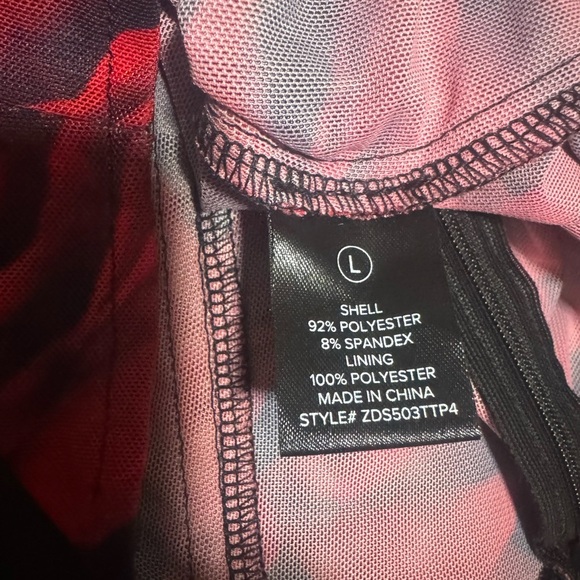 L
SHELL
92% POLYESTER
8% SPANDEX
LINING
100% POLYESTER
MADE IN CHINA
STYLE# ZDS503TTP4